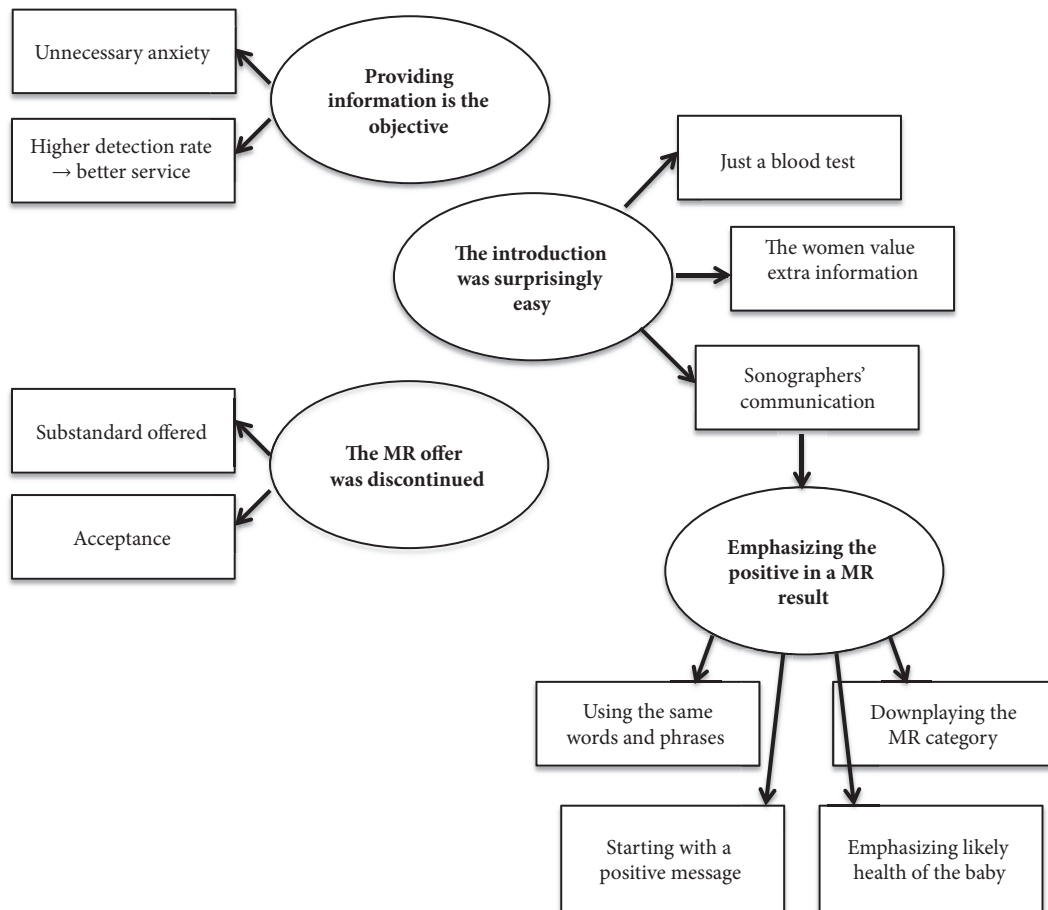 Unnecessary anxiety
Providing
information is the
objective
Higher detection rate
→ better service
Just a blood test
The introduction
was surprisingly
easy
The women value
extra information
Sonographers’
communication
Substandard offered
The MR offer
was discontinued
Acceptance
Emphasizing the
positive in a MR
result
Using the same
words and phrases
Downplaying the
MR category
Starting with a
positive message
Emphasizing likely
health of the baby